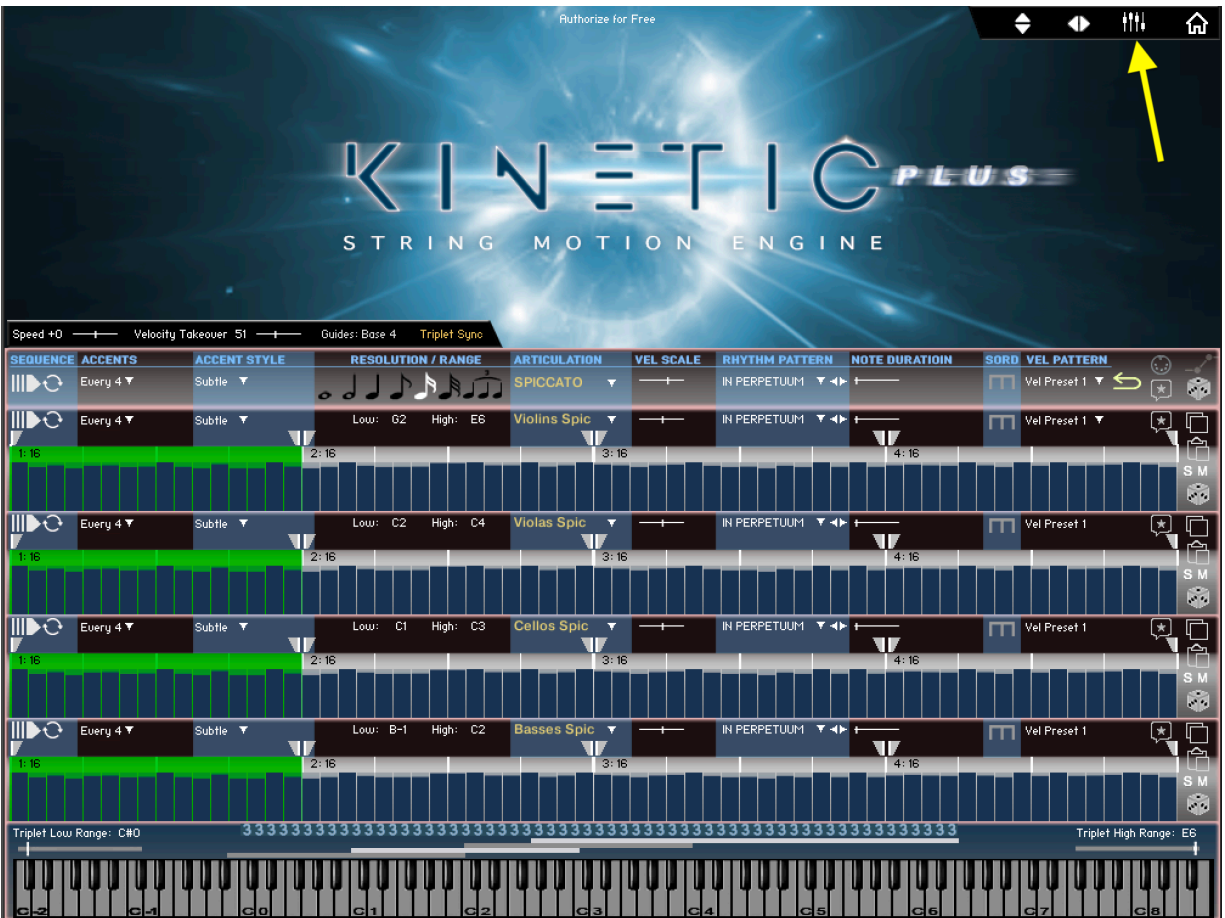 Authorize for Free
KINETIC PLUS
STRING MOTION ENGINE
Speed +0 Velocity Takeover 51 Guides: Base 4 Triplet Sync
SEQUENCE ACCENTS ACCENT STYLE RESOLUTION / RANGE ARTICULATION VEL SCALE RHYTHM PATTERN NOTE DURATIOIN SORD VEL PATTERN
Every 4 Subtle 3 SPICCATO IN PERPETUUM Vel Preset 1
Every 4 Subtle Low: G2 High: E6 Violins Spic IN PERPETUUM Vel Preset 1
1: 16 2: 16 3: 16 4: 16
S M
Every 4 Subtle Low: C2 High: C4 Violas Spic IN PERPETUUM Vel Preset 1
1: 16 2: 16 3: 16 4: 16
S M
Every 4 Subtle Low: C1 High: C3 Cellos Spic IN PERPETUUM Vel Preset 1
1: 16 2: 16 3: 16 4: 16
S M
Every 4 Subtle Low: B-1 High: C2 Basses Spic IN PERPETUUM Vel Preset 1
1: 16 2: 16 3: 16 4: 16
S M
Triplet Low Range: C#0 Triplet High Range: E6
C-2 C-1 C0 C1 C2 C3 C4 C5 C6 C7 C8